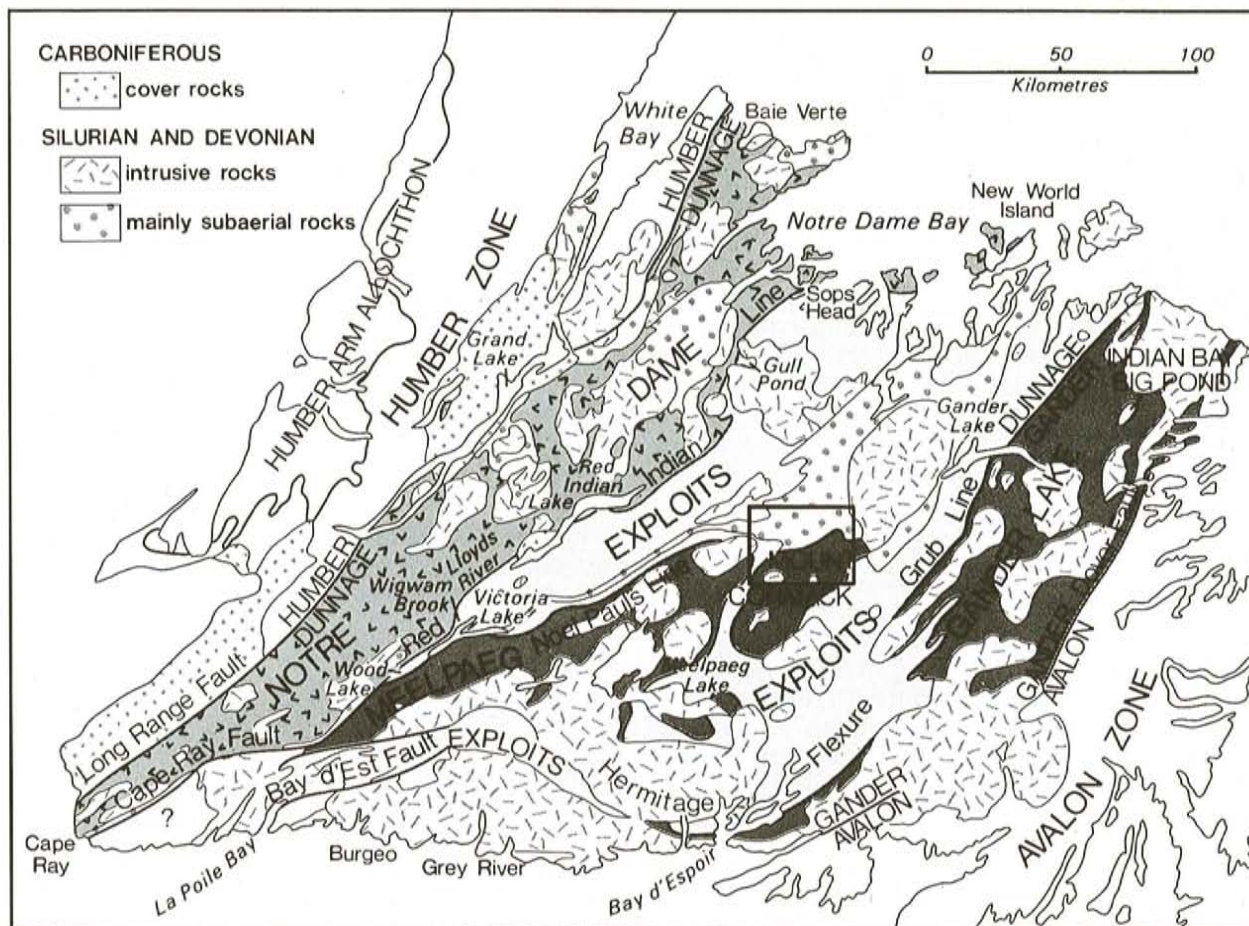 CARBONIFEROUS
cover rocks
SILURIAN AND DEVONIAN
intrusive rocks
mainly subaerial rocks
0 50 100
Kilometres
White
Bay
Baie Verte
HUMBER
DUNNAGE
New World
Island
Notre Dame Bay
HUMBER ARM ALLOCHTHON
HUMBER ZONE
Sops
Head
Line
Grand
Lake
DAME
Gull
Pond
INDIAN BAY
BIG POND
DUNNAGE
GANDER
Gander
Lake
Red
Indian
Lake
Indian
EXPLOITS
Line
Grub
LAKE
Dover Fault
HUMBER
DUNNAGE
Lloyds
River
Wigwam
Brook
Victoria
Lake
Noel Paul's Line
NOTRE
Red
Wood
Lake
MEELPAEG
Meelpaeg
Lake
EXPLOITS
GANDER
AVALON
Long Range Fault
Cape Ray Fault
Bay d'Est Fault
EXPLOITS
Flexure
Hermitage
GANDER
AVALON
AVALON ZONE
?
Cape
Ray
La Poile Bay
Burgeo
Grey River
Bay d'Espoir